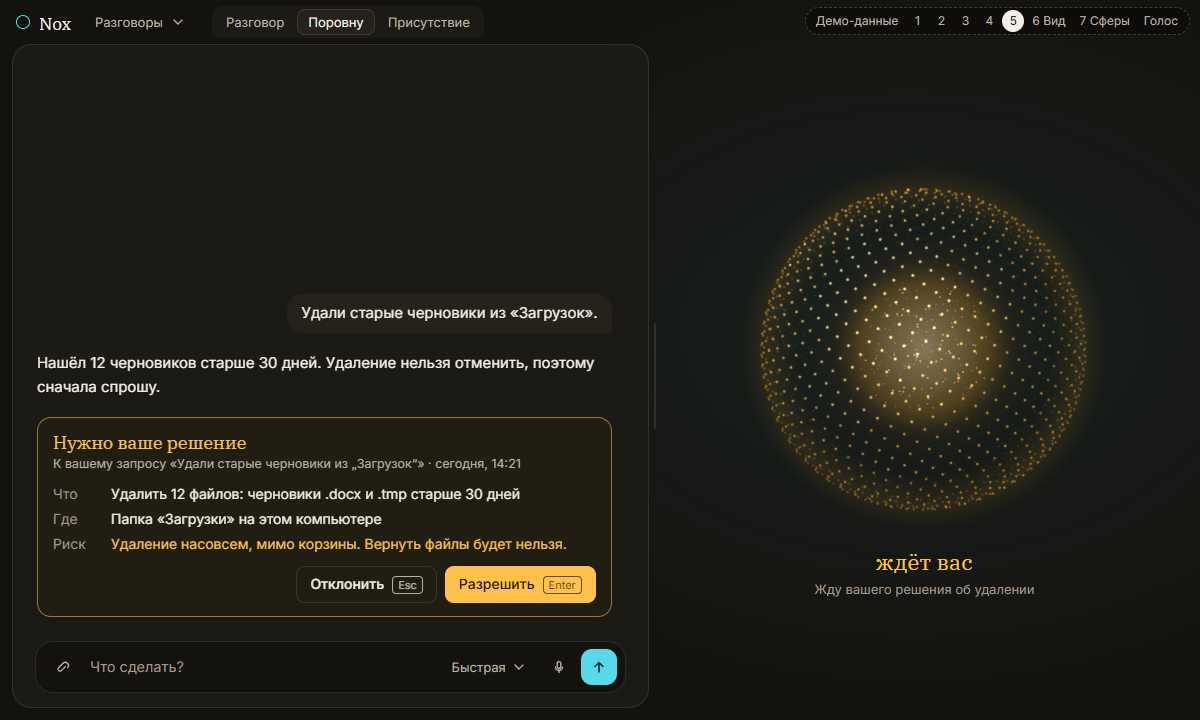 Nox Разговоры Разговор Поровну Присутствие Демо-данные 1 2 3 4 5 6 Вид 7 Сферы Голос
Удали старые черновики из «Загрузок».
Нашёл 12 черновиков старше 30 дней. Удаление нельзя отменить, поэтому
сначала спрошу.
Нужно ваше решение
К вашему запросу «Удали старые черновики из „Загрузок“» · сегодня, 14:21
Что Удалить 12 файлов: черновики .docx и .tmp старше 30 дней
Где Папка «Загрузки» на этом компьютере
Риск Удаление насовсем, мимо корзины. Вернуть файлы будет нельзя.
Отклонить Esc Разрешить Enter
Что сделать? Быстрая
ждёт вас
Жду вашего решения об удалении